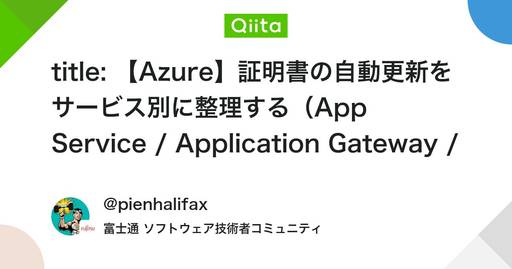 Qiita
title: 【Azure】証明書の自動更新を
サービス別に整理する（App
Service / Application Gateway /
@pienhalifax
富士通 ソフトウェア技術者コミュニティ